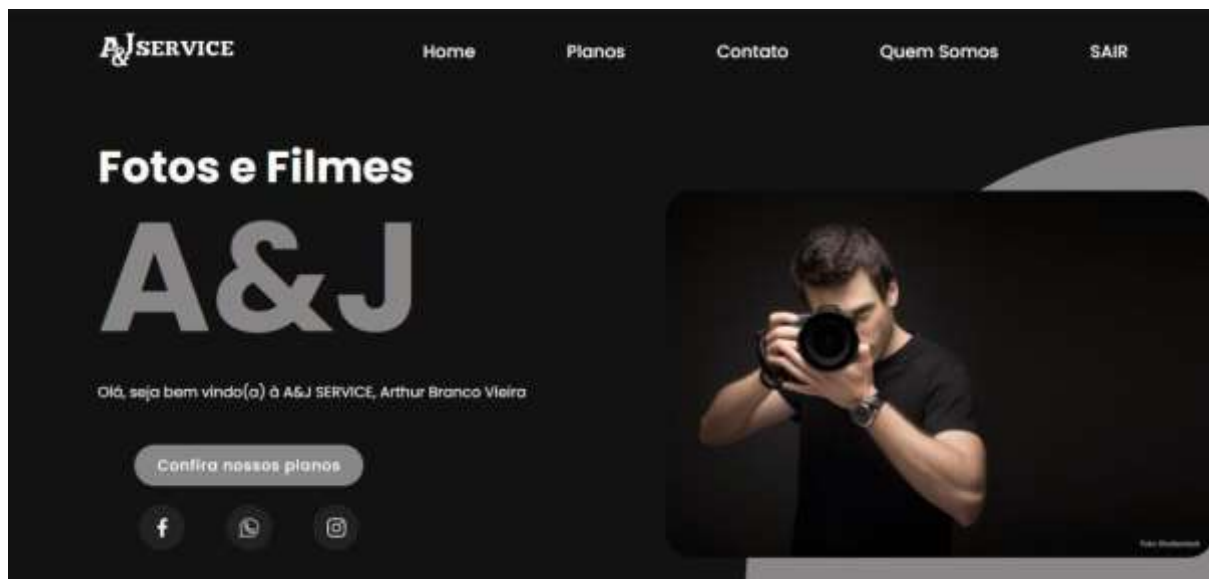 A&J SERVICE
Home Planos Contato Quem Somos SAIR
Fotos e Filmes
A&J
Olá, seja bem vindo(a) à A&J SERVICE, Arthur Branco Vieira
Confira nossos planos